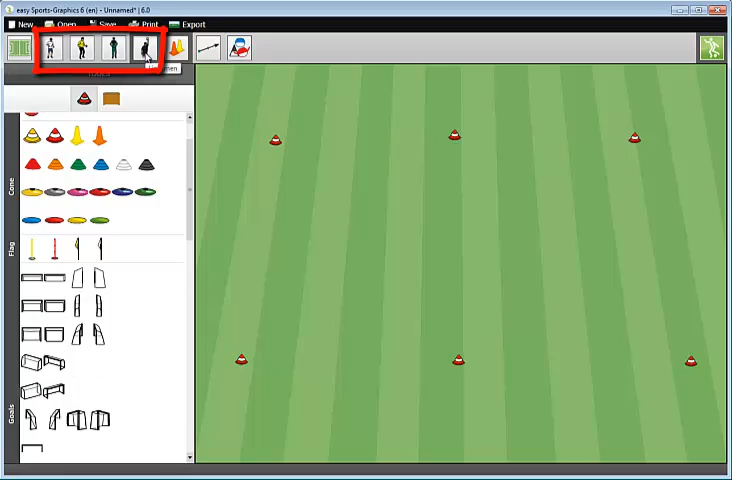 easy Sports-Graphics 6 (en) - Unnamed* | 6.0
New Open Save Print Export
Cone
Flag
Goals